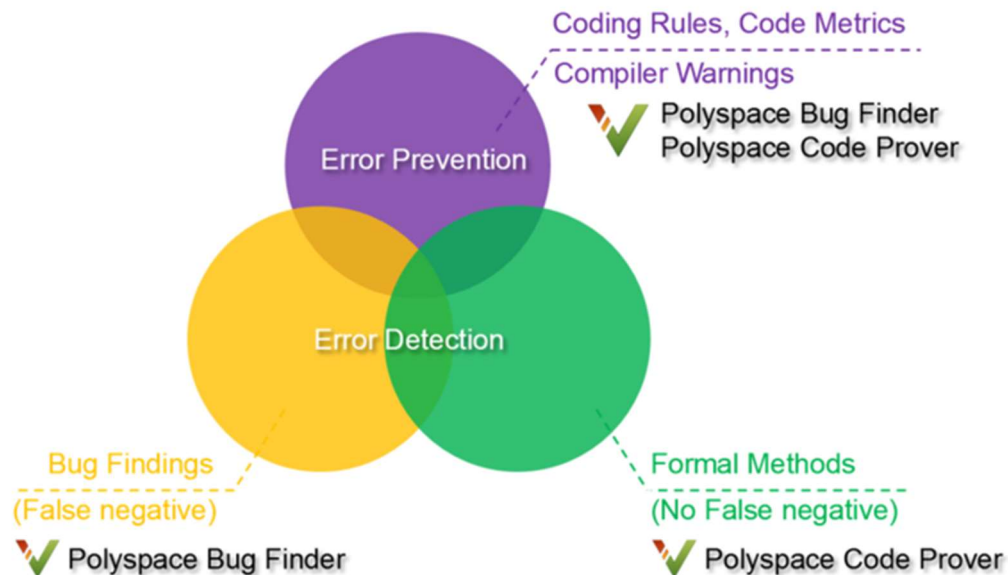 Coding Rules, Code Metrics
Compiler Warnings
Polyspace Bug Finder
Polyspace Code Prover
Error Prevention
Error Detection
Bug Findings
(False negative)
Polyspace Bug Finder
Formal Methods
(No False negative)
Polyspace Code Prover